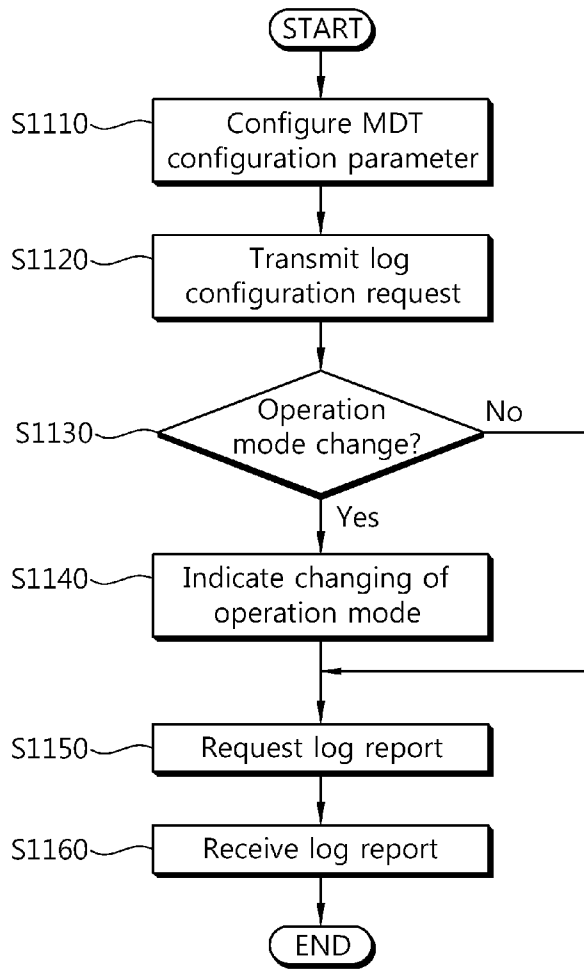 START
S1110
Configure MDT
configuration parameter
S1120
Transmit log
configuration request
S1130
Operation
mode change?
No
Yes
S1140
Indicate changing of
operation mode
S1150
Request log report
S1160
Receive log report
END